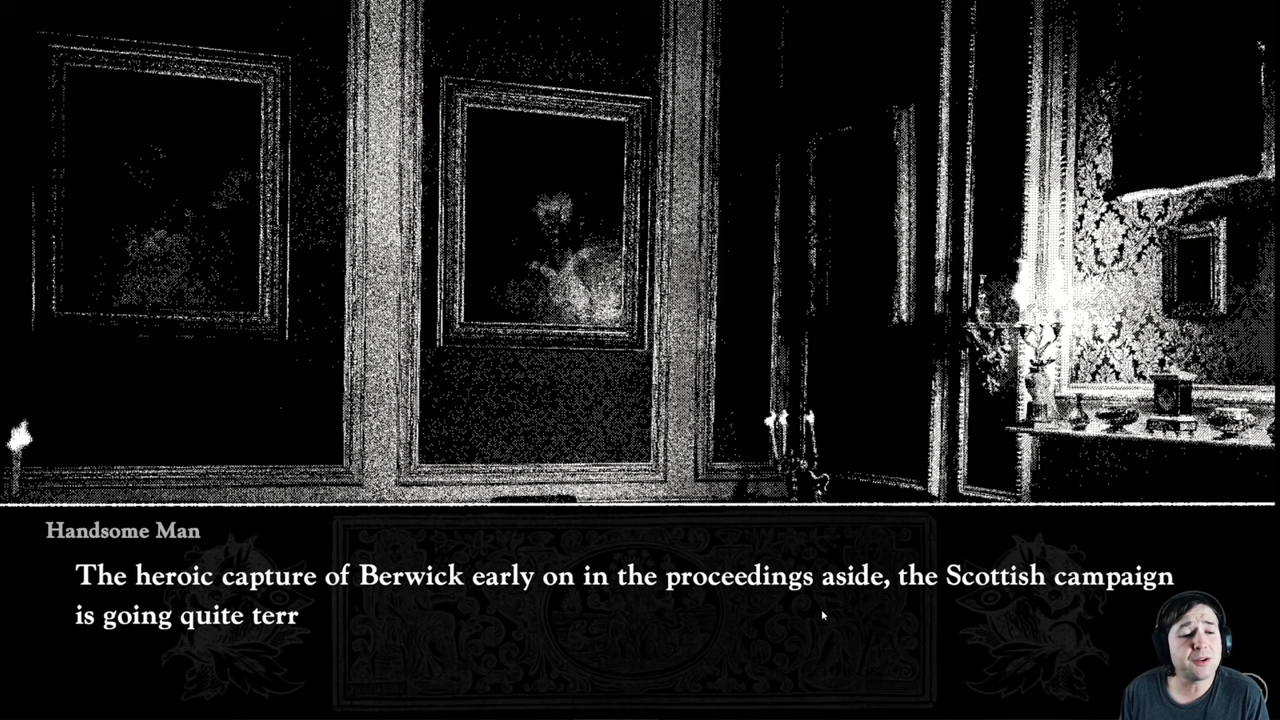 Handsome Man
The heroic capture of Berwick early on in the proceedings aside, the Scottish campaign
is going quite terr